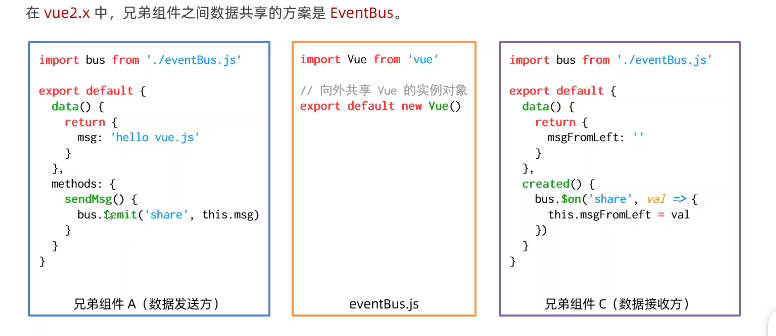 在 vue2.x 中，兄弟组件之间数据共享的方案是 EventBus。
import bus from './eventBus.js'
export default {
data() {
return {
msg: 'hello vue.js'
}
},
methods: {
sendMsg() {
bus.$emit('share', this.msg)
}
}
}
兄弟组件 A（数据发送方）
import Vue from 'vue'
// 向外共享 Vue 的实例对象
export default new Vue()
eventBus.js
import bus from './eventBus.js'
export default {
data() {
return {
msgFromLeft: ''
}
},
created() {
bus.$on('share', val => {
this.msgFromLeft = val
})
}
}
兄弟组件 C（数据接收方）